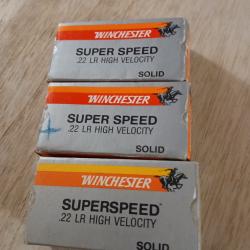 WINCHESTER
SUPER SPEED
.22 LR HIGH VELOCITY
SOLID
WINCHESTER
SUPER SPEED
.22 LR HIGH VELOCITY
SOLID
WINCHESTER
SUPERSPEED
.22 LR HIGH VELOCITY
SOLID